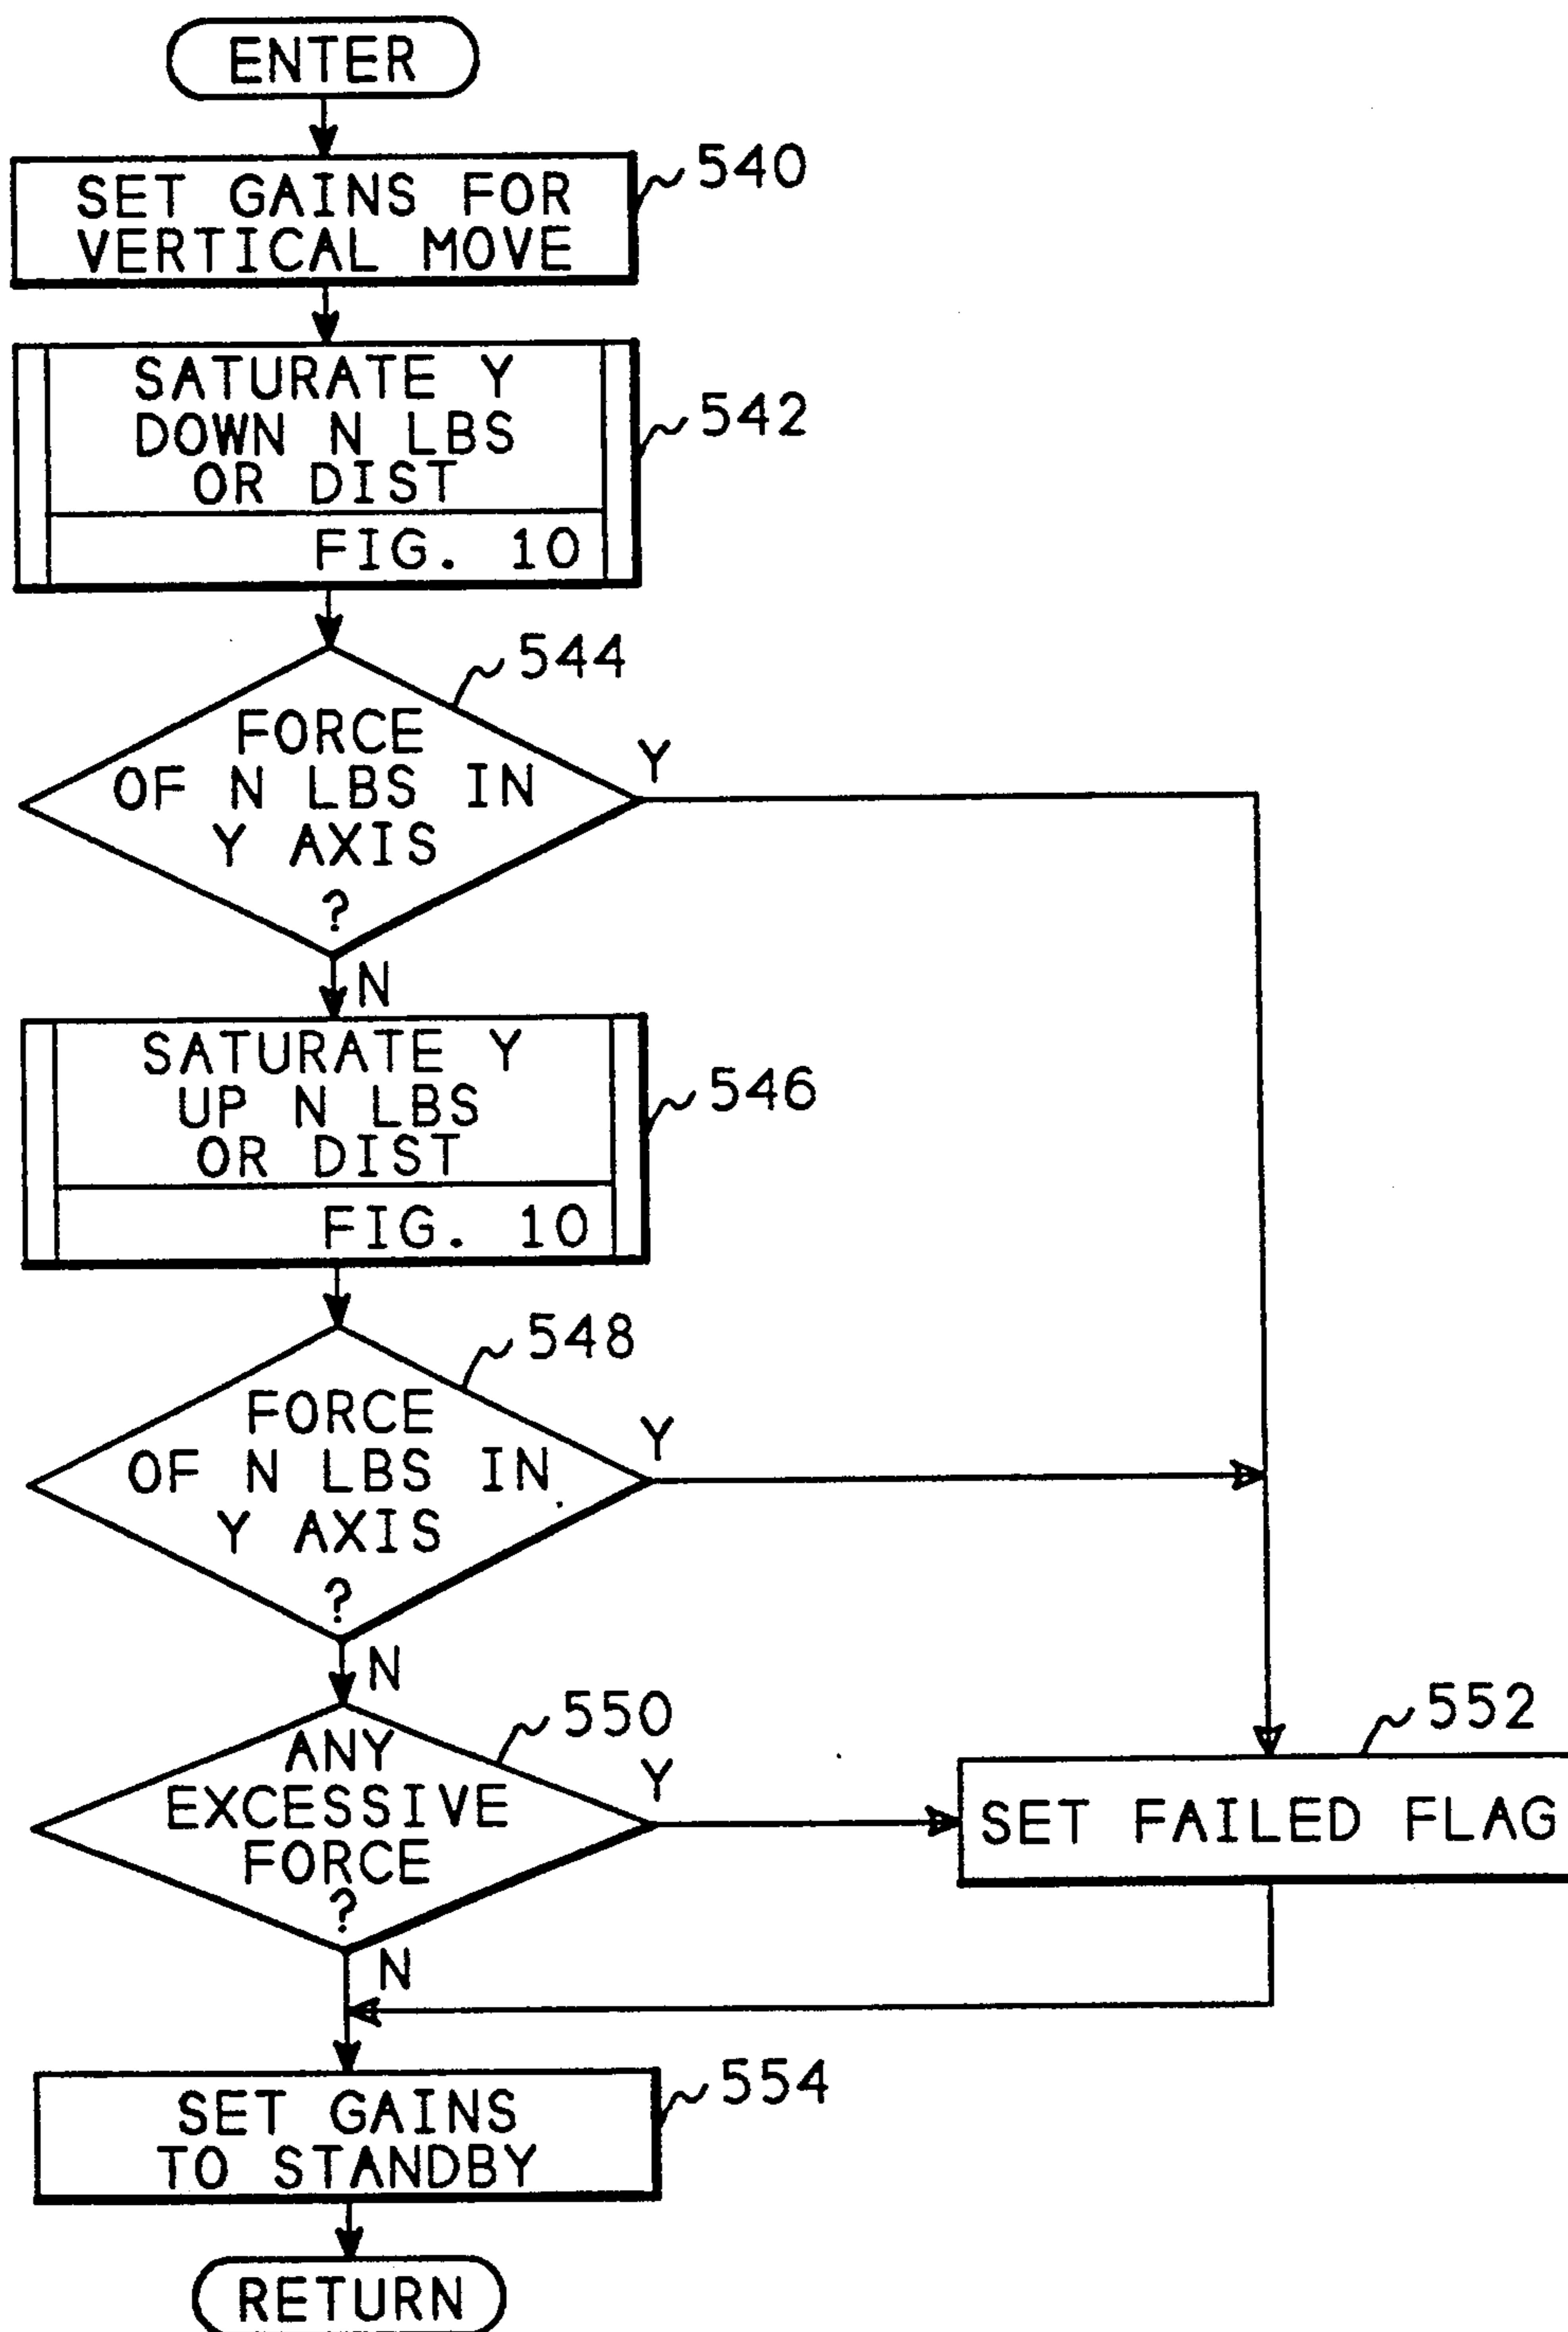 ENTER
540
SET GAINS FOR
VERTICAL MOVE
SATURATE Y
DOWN N LBS
OR DIST
FIG. 10
542
544
FORCE
OF N LBS IN
Y AXIS
?
Y
N
SATURATE Y
UP N LBS
OR DIST
FIG. 10
546
548
FORCE
OF N LBS IN
Y AXIS
?
Y
N
550
ANY
EXCESSIVE
FORCE
?
Y
N
552
SET FAILED FLAG
554
SET GAINS
TO STANDBY
RETURN